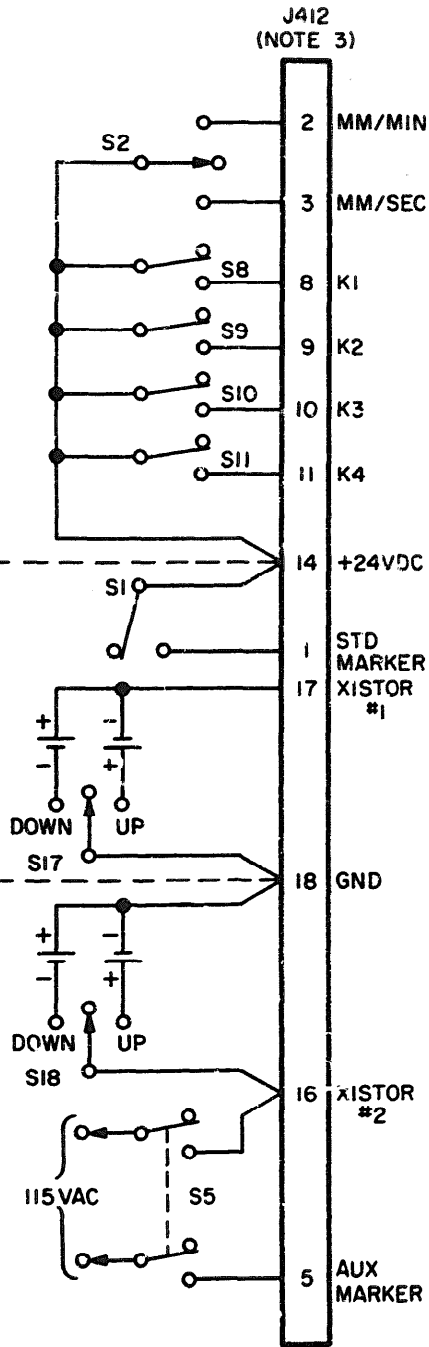 J412
(NOTE 3)
2 MM/MIN
S2
3 MM/SEC
S8
8 K1
S9
9 K2
S10
10 K3
S11
11 K4
14 +24VDC
S1
1 STD
MARKER
17 XISTOR
#1
+ -
- +
DOWN UP
S17
18 GND
+ -
- +
DOWN UP
S18
16 XISTOR
#2
115 VAC
S5
5 AUX
MARKER